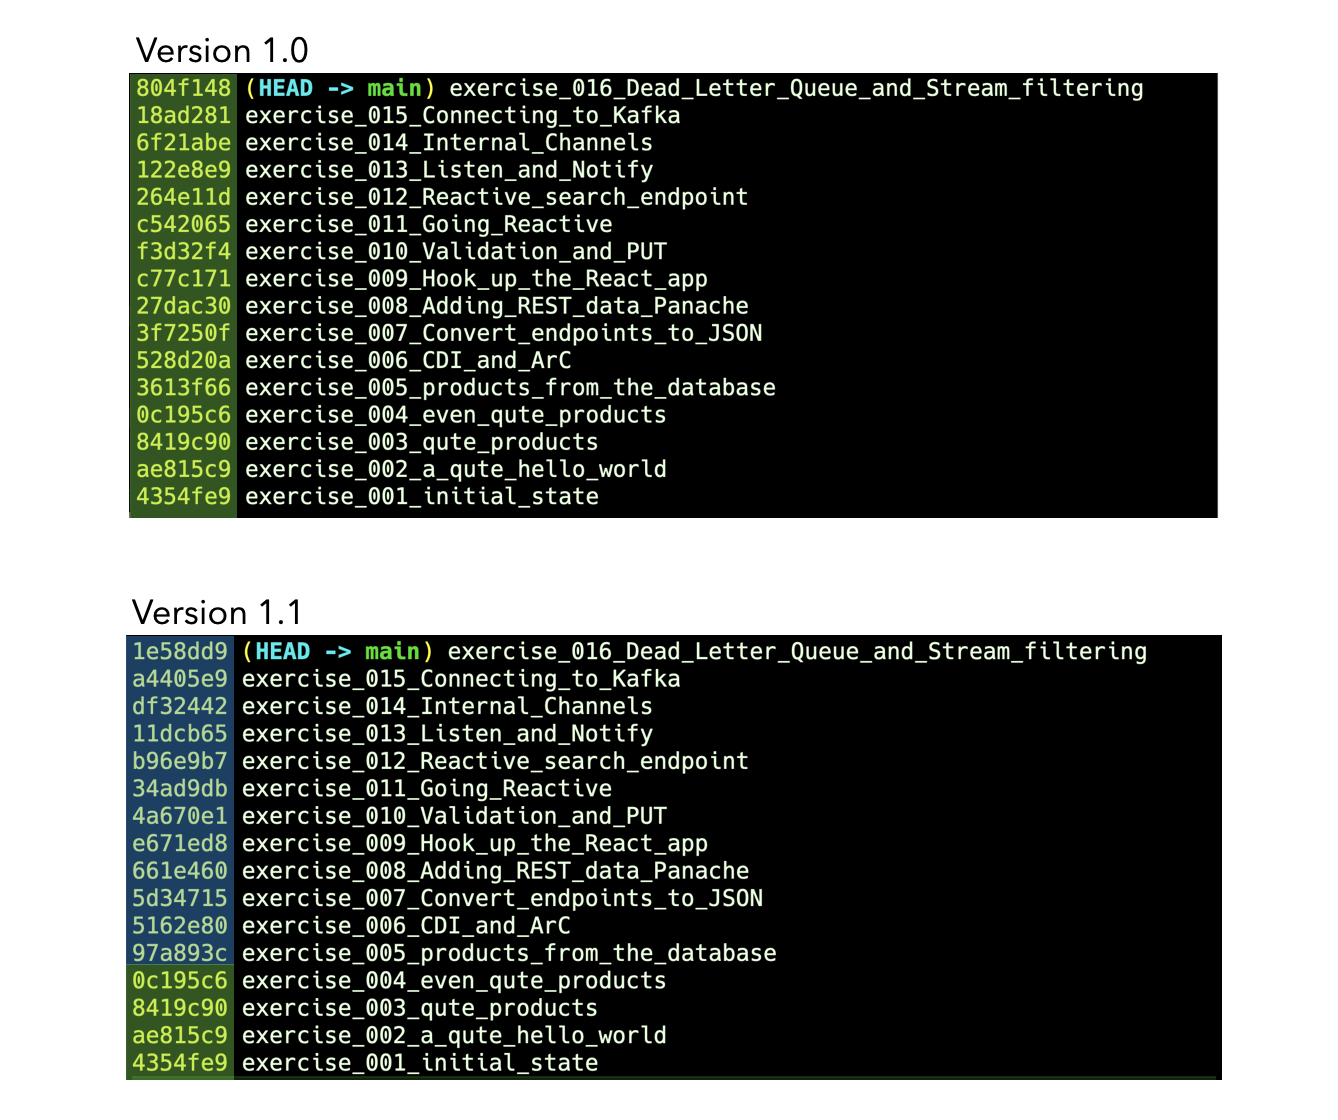 Version 1.0
804f148 (HEAD -> main) exercise_016_Dead_Letter_Queue_and_Stream_filtering
18ad281 exercise_015_Connecting_to_Kafka
6f21abe exercise_014_Internal_Channels
122e8e9 exercise_013_Listen_and_Notify
264e11d exercise_012_Reactive_search_endpoint
c542065 exercise_011_Going_Reactive
f3d32f4 exercise_010_Validation_and_PUT
c77c171 exercise_009_Hook_up_the_React_app
27dac30 exercise_008_Adding_REST_data_Panache
3f7250f exercise_007_Convert_endpoints_to_JSON
528d20a exercise_006_CDI_and_ArC
3613f66 exercise_005_products_from_the_database
0c195c6 exercise_004_even_qute_products
8419c90 exercise_003_qute_products
ae815c9 exercise_002_a_qute_hello_world
4354fe9 exercise_001_initial_state
Version 1.1
1e58dd9 (HEAD -> main) exercise_016_Dead_Letter_Queue_and_Stream_filtering
a4405e9 exercise_015_Connecting_to_Kafka
df32442 exercise_014_Internal_Channels
11dcb65 exercise_013_Listen_and_Notify
b96e9b7 exercise_012_Reactive_search_endpoint
34ad9db exercise_011_Going_Reactive
4a670e1 exercise_010_Validation_and_PUT
e671ed8 exercise_009_Hook_up_the_React_app
661e460 exercise_008_Adding_REST_data_Panache
5d34715 exercise_007_Convert_endpoints_to_JSON
5162e80 exercise_006_CDI_and_ArC
97a893c exercise_005_products_from_the_database
0c195c6 exercise_004_even_qute_products
8419c90 exercise_003_qute_products
ae815c9 exercise_002_a_qute_hello_world
4354fe9 exercise_001_initial_state